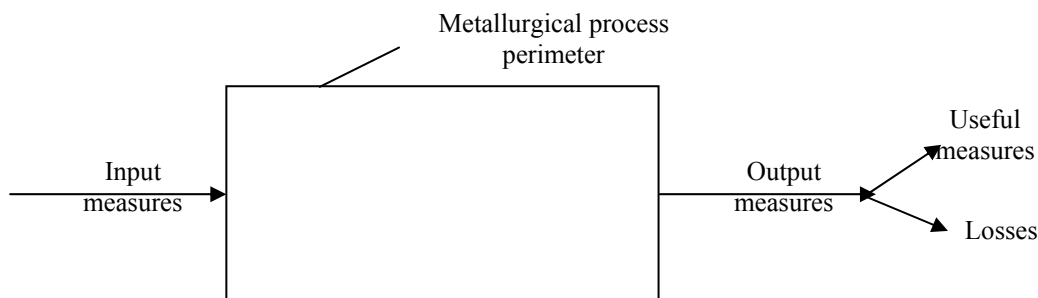 Metallurgical process
perimeter
Input
measures
Output
measures
Useful
measures
Losses